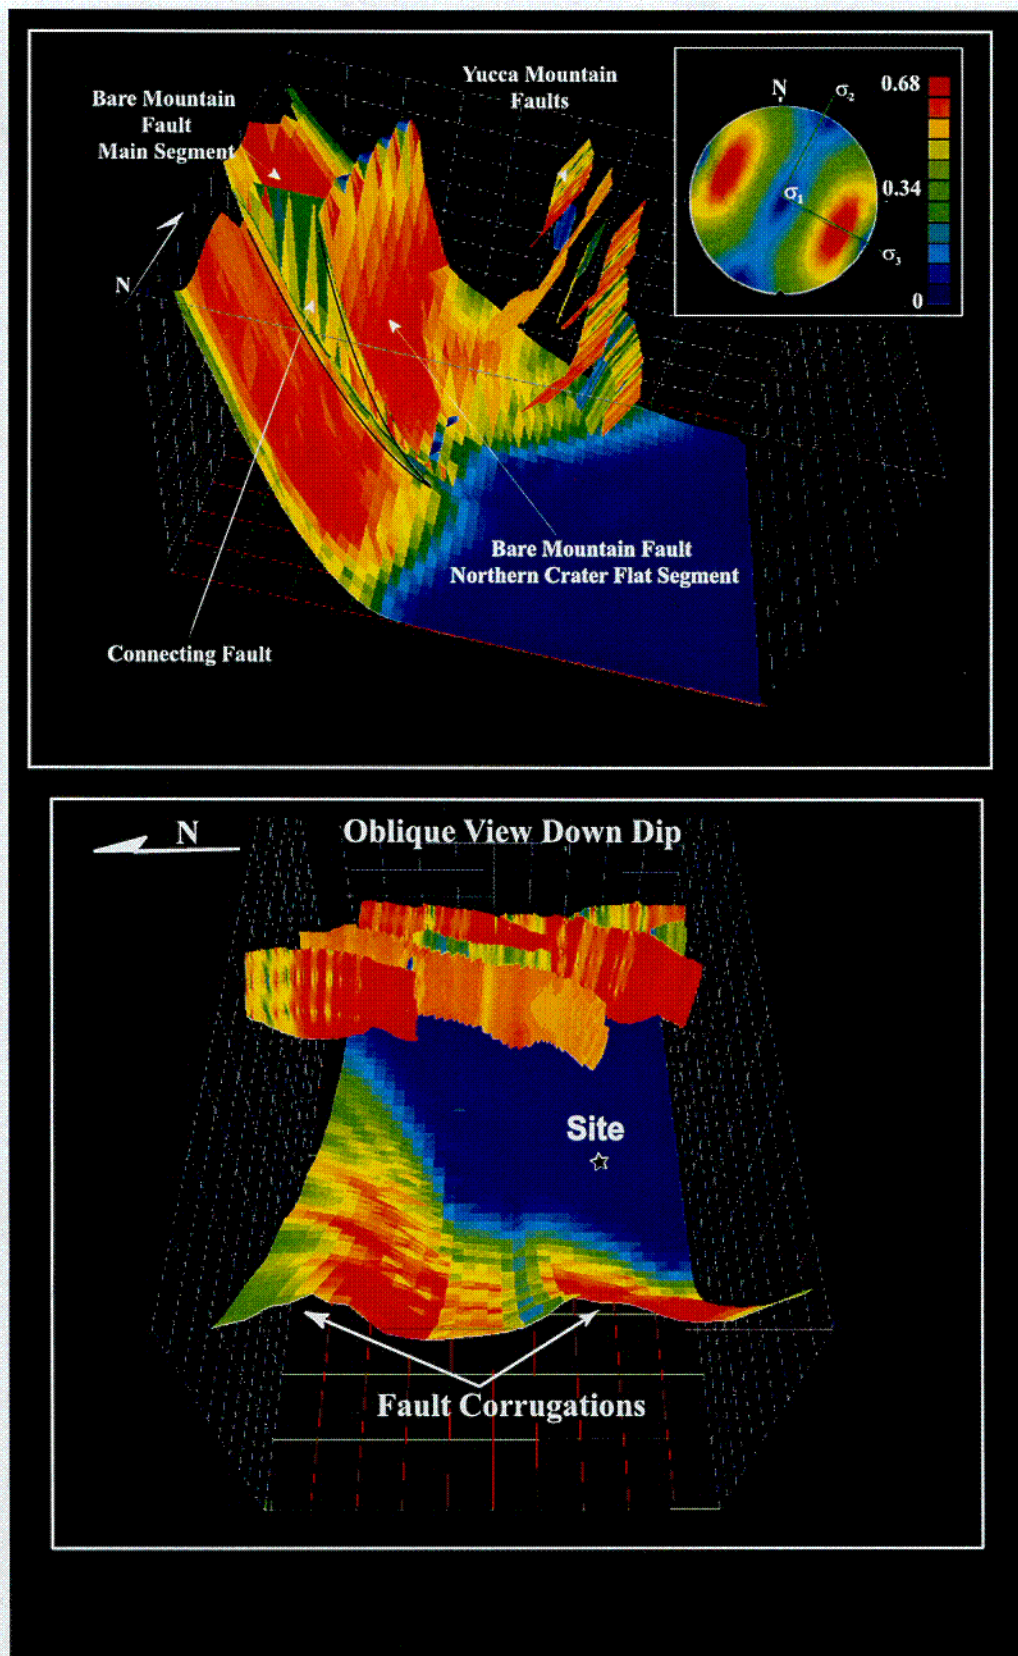 Yucca Mountain
Faults
Bare Mountain
Fault
Main Segment
N
N
σ2
σ1
σ3
0.68
0.34
0
Bare Mountain Fault
Northern Crater Flat Segment
Connecting Fault
N
Oblique View Down Dip
Site
Fault Corrugations